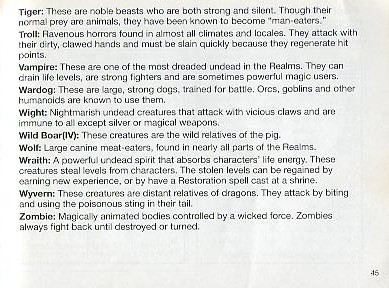 Tiger: These are noble beasts who are both strong and silent. Though their
normal prey are animals, they have been known to become "man-eaters."
Troll: Ravenous horrors found in almost all climates and locales. They attack with
their dirty, clawed hands and must be slain quickly because they regenerate hit
points.
Vampire: These are one of the most dreaded undead in the Realms. They can
drain life levels, are strong fighters and are sometimes powerful magic users.
Wardog: These are large, strong dogs, trained for battle. Orcs, goblins and other
humanoids are known to use them.
Wight: Nightmarish undead creatures that attack with vicious claws and are
immune to all except silver or magical weapons.
Wild Boar(IV): These creatures are the wild relatives of the pig.
Wolf: Large canine meat-eaters, found in nearly all parts of the Realms.
Wraith: A powerful undead spirit that absorbs characters' life energy. These
creatures steal levels from characters. The stolen levels can be regained by
earning new experience, or by have a Restoration spell cast at a shrine.
Wyvern: These creatures are distant relatives of dragons. They attack by biting
and using the poisonous sting in their tail.
Zombie: Magically animated bodies controlled by a wicked force. Zombies
always fight back until destroyed or turned.
45